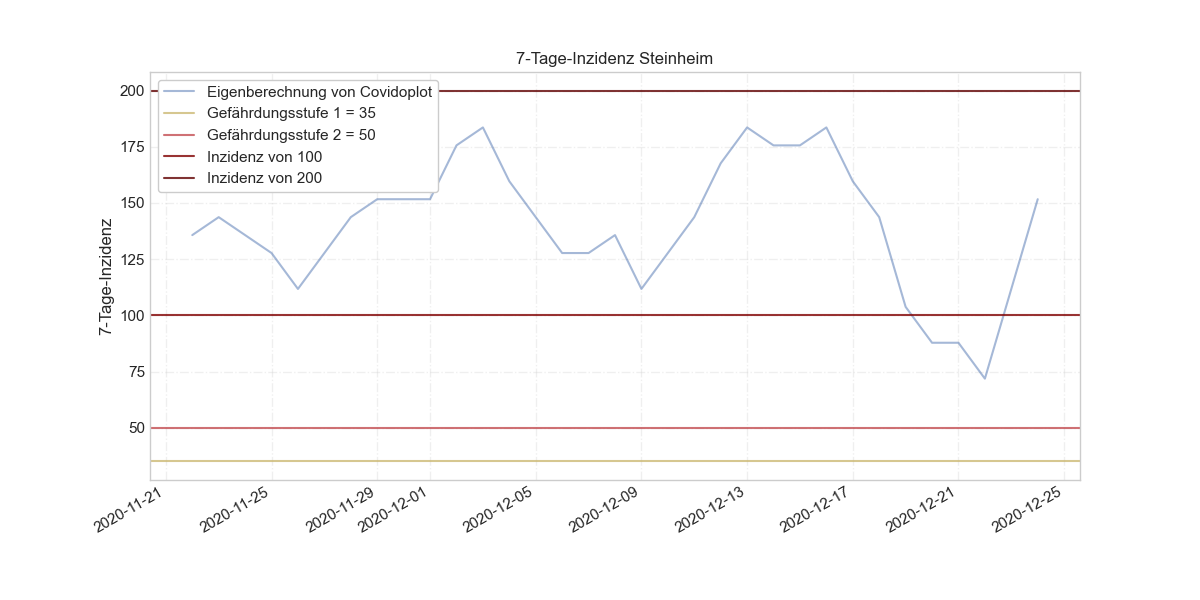 7-Tage-Inzidenz Steinheim
Eigenberechnung von Covidoplot
Gefährdungsstufe 1 = 35
Gefährdungsstufe 2 = 50
Inzidenz von 100
Inzidenz von 200
7-Tage-Inzidenz
200
175
150
125
100
75
50
2020-11-21
2020-11-25
2020-11-29
2020-12-01
2020-12-05
2020-12-09
2020-12-13
2020-12-17
2020-12-21
2020-12-25